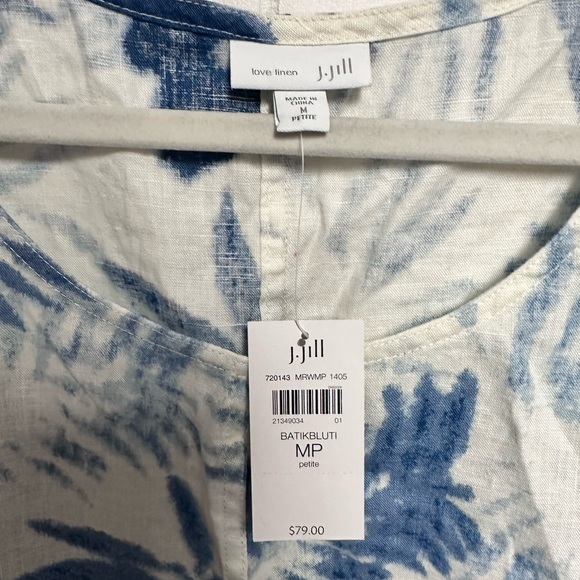 love linen J.Jill
MADE IN
CHINA
M
PETITE
J.Jill
720143 MRWMP 1405
21349034 01
BATIKBLUTI
MP
petite
$79.00